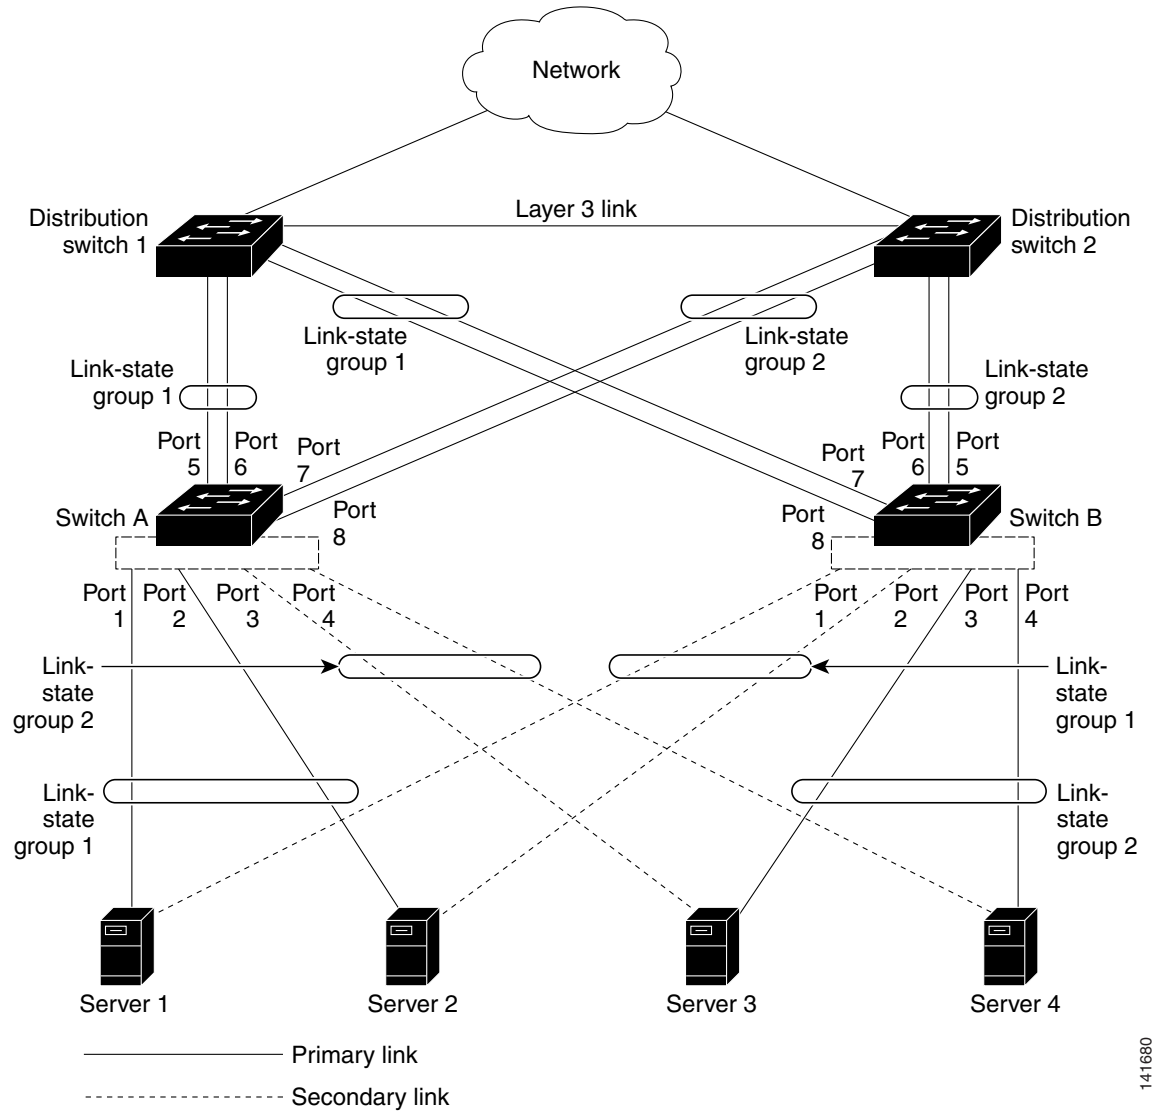 Network
Layer 3 link
Distribution
switch 1
Distribution
switch 2
Link-state
group 1
Link-state
group 2
Link-state
group 1
Link-state
group 2
Port
5
Port
6
Port
7
Port
8
Port
7
Port
6
Port
5
Port
8
Switch A
Switch B
Port
1
Port
2
Port
3
Port
4
Port
1
Port
2
Port
3
Port
4
Link-
state
group 2
Link-
state
group 1
Link-
state
group 1
Link-
state
group 2
Server 1
Server 2
Server 3
Server 4
Primary link
Secondary link
141680